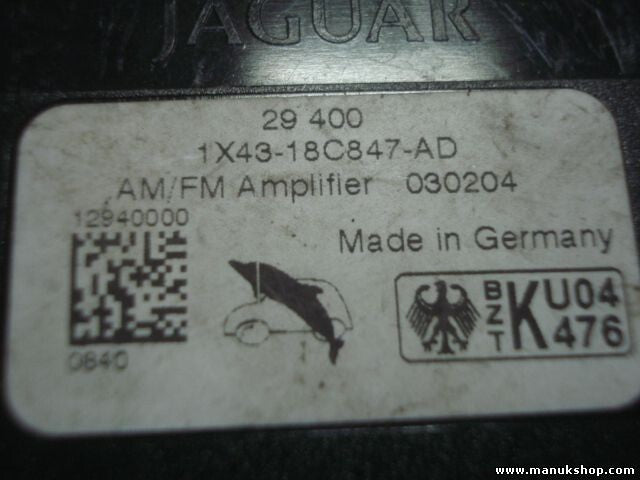 JAGUAR
29 400
1X43-18C847-AD
AM/FM Amplifier 030204
12940000
Made in Germany
BZT K U04 476
0840
www.manukshop.com